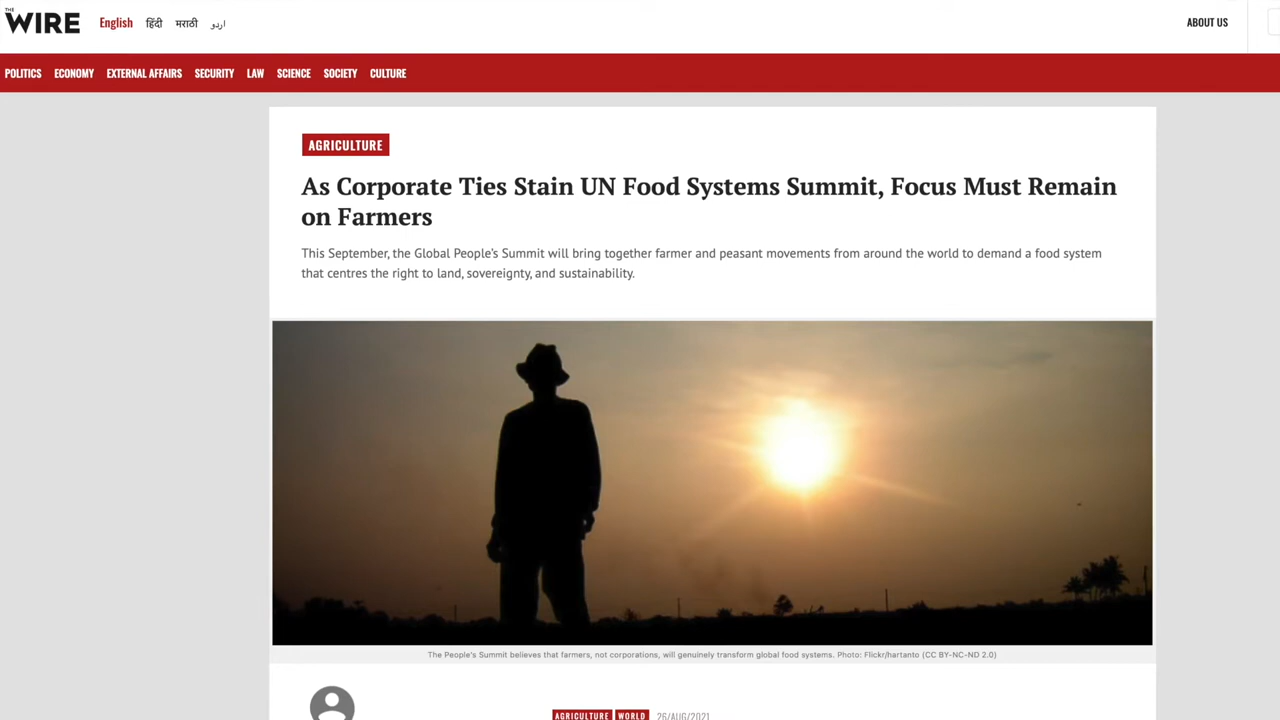 THE
WIRE
English हिंदी मराठी اردو
ABOUT US
POLITICS ECONOMY EXTERNAL AFFAIRS SECURITY LAW SCIENCE SOCIETY CULTURE
AGRICULTURE
As Corporate Ties Stain UN Food Systems Summit, Focus Must Remain
on Farmers
This September, the Global People's Summit will bring together farmer and peasant movements from around the world to demand a food system
that centres the right to land, sovereignty, and sustainability.
The People's Summit believes that farmers, not corporations, will genuinely transform global food systems. Photo: Flickr/hartanto (CC BY-NC-ND 2.0)
AGRICULTURE WORLD 26/AUG/2021